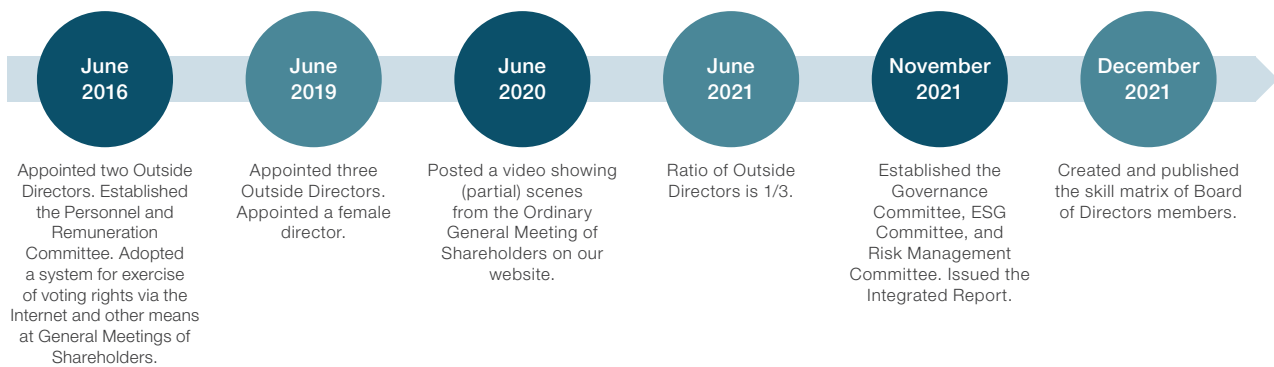 June
2016
Appointed two Outside
Directors. Established
the Personnel and
Remuneration
Committee. Adopted
a system for exercise
of voting rights via the
Internet and other means
at General Meetings of
Shareholders.
June
2019
Appointed three
Outside Directors.
Appointed a female
director.
June
2020
Posted a video showing
(partial) scenes
from the Ordinary
General Meeting of
Shareholders on our
website.
June
2021
Ratio of Outside
Directors is 1/3.
November
2021
Established the
Governance
Committee, ESG
Committee, and
Risk Management
Committee. Issued the
Integrated Report.
December
2021
Created and published
the skill matrix of Board
of Directors members.